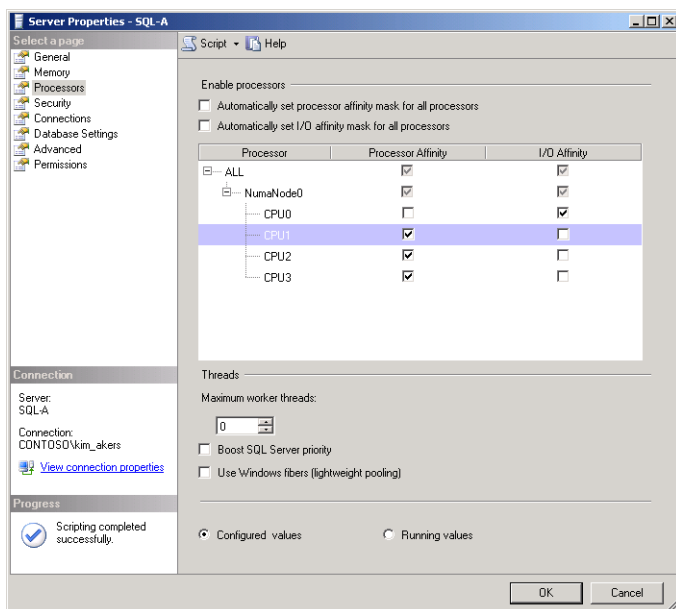 Server Properties - SQL-A
Select a page
General
Memory
Processors
Security
Connections
Database Settings
Advanced
Permissions
Connection
Server:
SQL-A
Connection:
CONTOSO\kim_akers
View connection properties
Progress
Scripting completed
successfully.
Script Help
Enable processors
Automatically set processor affinity mask for all processors
Automatically set I/O affinity mask for all processors
Processor Processor Affinity I/O Affinity
ALL
NumaNode0
CPU0
CPU1
CPU2
CPU3
Threads
Maximum worker threads:
0
Boost SQL Server priority
Use Windows fibers (lightweight pooling)
Configured values Running values
OK Cancel